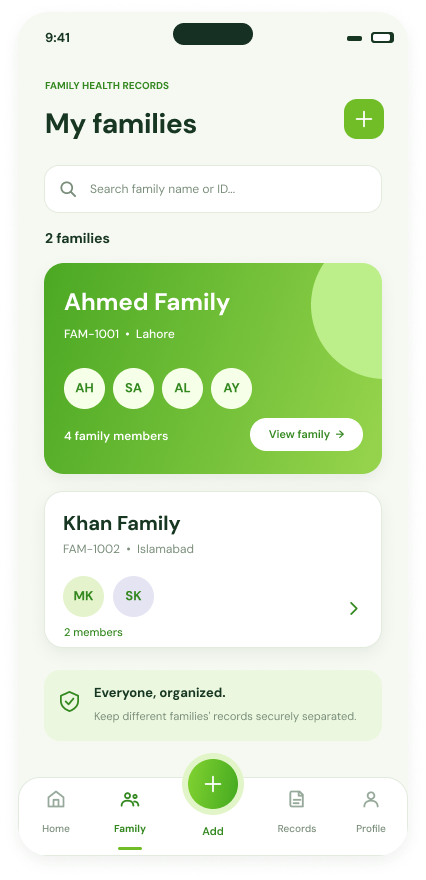 9:41
FAMILY HEALTH RECORDS
My families
Search family name or ID...
2 families
Ahmed Family
FAM-1001 • Lahore
AH SA AL AY
4 family members
View family →
Khan Family
FAM-1002 • Islamabad
MK SK
2 members
Everyone, organized.
Keep different families' records securely separated.
Home Family Add Records Profile